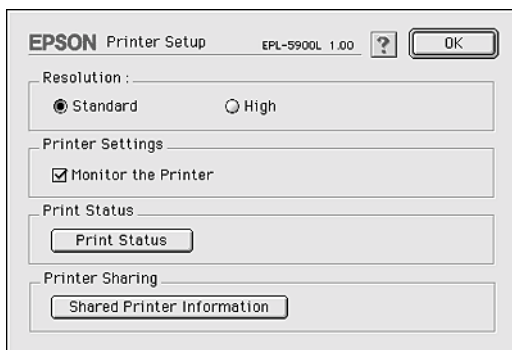 EPSON Printer Setup EPL-5900L 1.00 ? OK
Resolution :
Standard High
Printer Settings
Monitor the Printer
Print Status
Print Status
Printer Sharing
Shared Printer Information